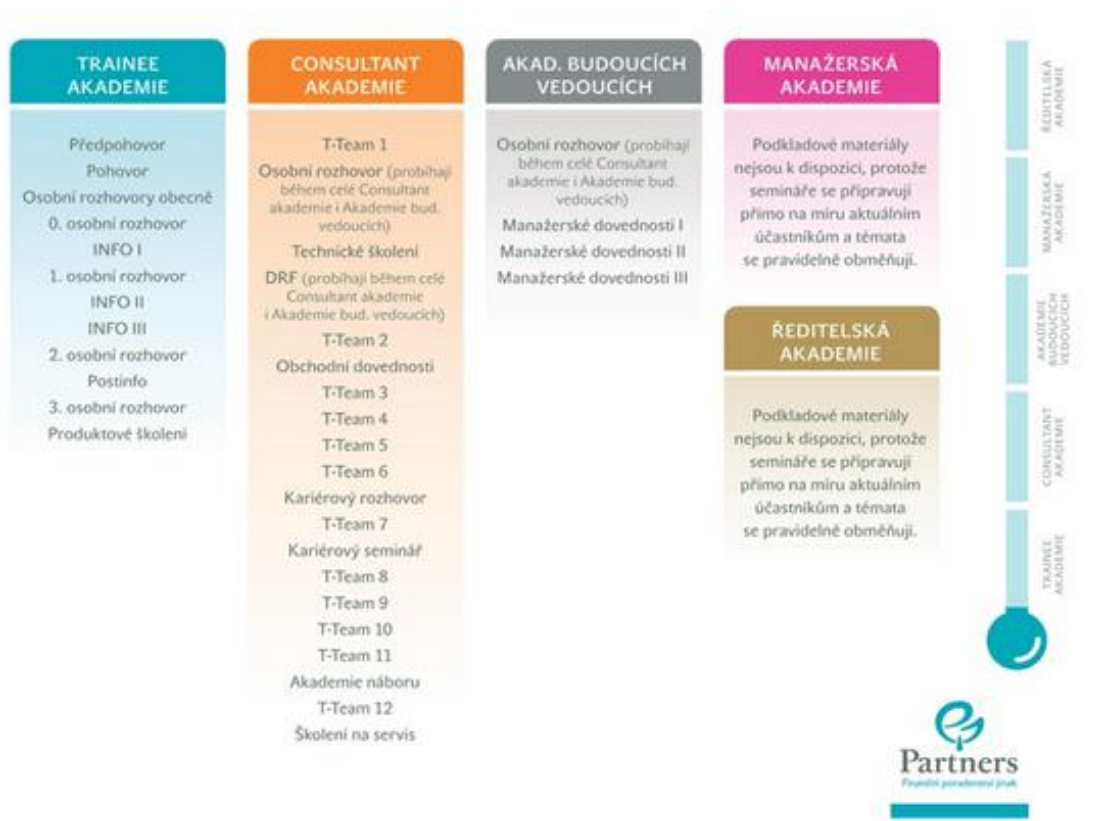 TRAINEE
AKADEMIE
Předpohovor
Pohovor
Osobní rozhovory obecně
0. osobní rozhovor
INFO I
1. osobní rozhovor
INFO II
INFO III
2. osobní rozhovor
Postinfo
3. osobní rozhovor
Produktové školení
CONSULTANT
AKADEMIE
T-Team 1
Osobní rozhovor (probíhají
během celé Consultant
akademie i Akademie bud.
vedoucích)
Technické školení
DRF (probíhají během celé
Consultant akademie
i Akademie bud. vedoucích)
T-Team 2
Obchodní dovednosti
T-Team 3
T-Team 4
T-Team 5
T-Team 6
Kariérový rozhovor
T-Team 7
Kariérový seminář
T-Team 8
T-Team 9
T-Team 10
T-Team 11
Akademie náboru
T-Team 12
Školení na servis
AKAD. BUDOUCÍCH
VEDOUCÍCH
Osobní rozhovor (probíhají
během celé Consultant
akademie i Akademie bud.
vedoucích)
Manažerské dovednosti I
Manažerské dovednosti II
Manažerské dovednosti III
MANAŽERSKÁ
AKADEMIE
Podkladové materiály
nejsou k dispozici, protože
semináře se připravují
přímo na míru aktuálním
účastníkům a témata
se pravidelně obměňují.
ŘEDITELSKÁ
AKADEMIE
Podkladové materiály
nejsou k dispozici, protože
semináře se připravují
přímo na míru aktuálním
účastníkům a témata
se pravidelně obměňují.
ŘEDITELSKÁ
AKADEMIE
MANAŽERSKÁ
AKADEMIE
AKADEMIE
BUDOUCÍCH
VEDOUCÍCH
CONSULTANT
AKADEMIE
TRAINEE
AKADEMIE
Partners
Finanční poradenství jinak